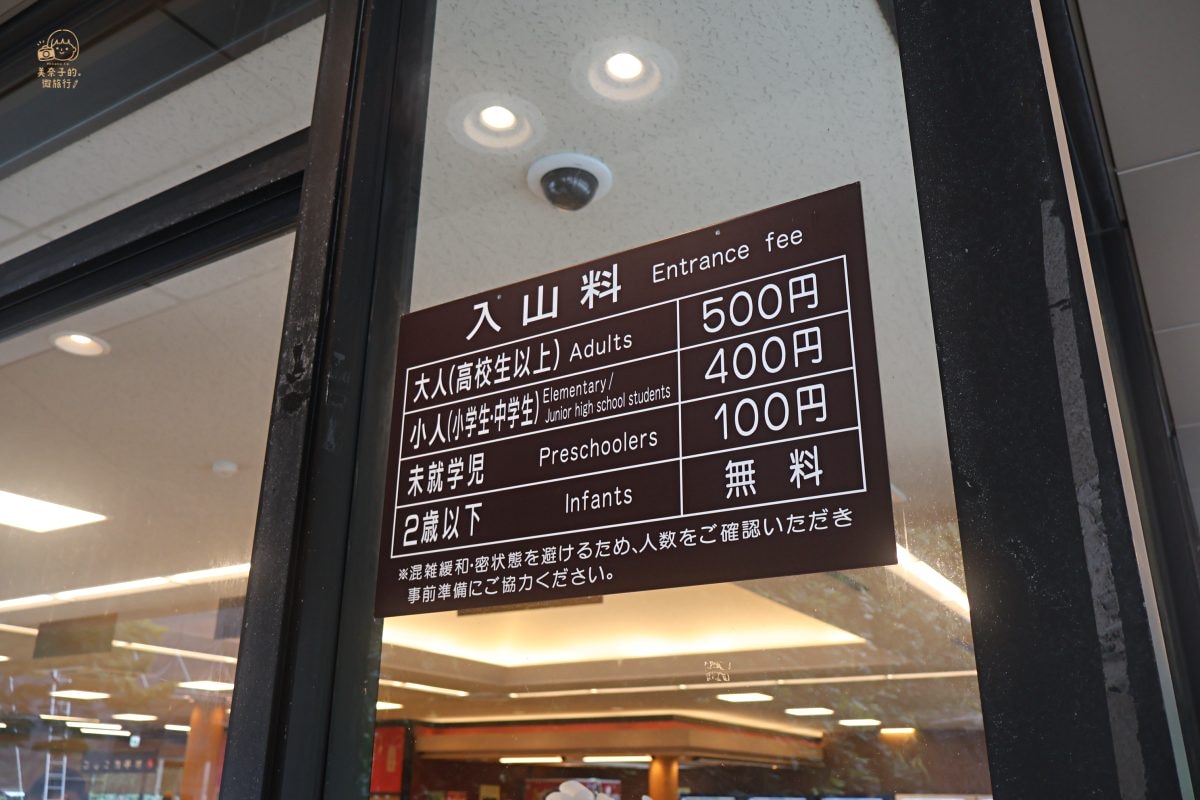 美奈子的。
微旅行
入山料 Entrance fee
大人(高校生以上) Adults 500円
小人(小学生・中学生) Elementary/
Junior high school students 400円
未就学児 Preschoolers 100円
2歳以下 Infants 無料
※混雑緩和・密状態を避けるため、人数をご確認いただき
事前準備にご協力ください。